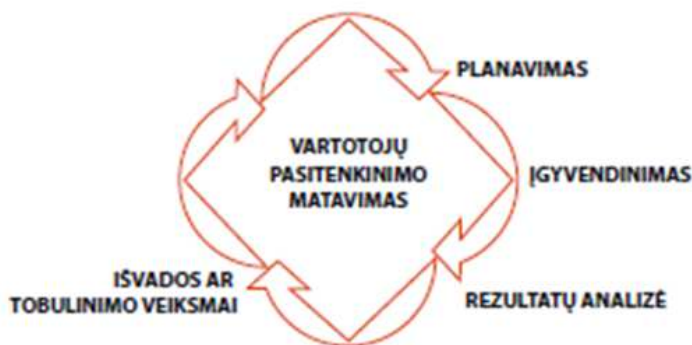 PLANAVIMAS
VARTOTOJŲ
PASITENKINIMO
MATAVIMAS
ĮGYVENDINIMAS
IŠVADOS AR
TOBULINIMO VEIKSMAI
REZULTATŲ ANALIZĖ